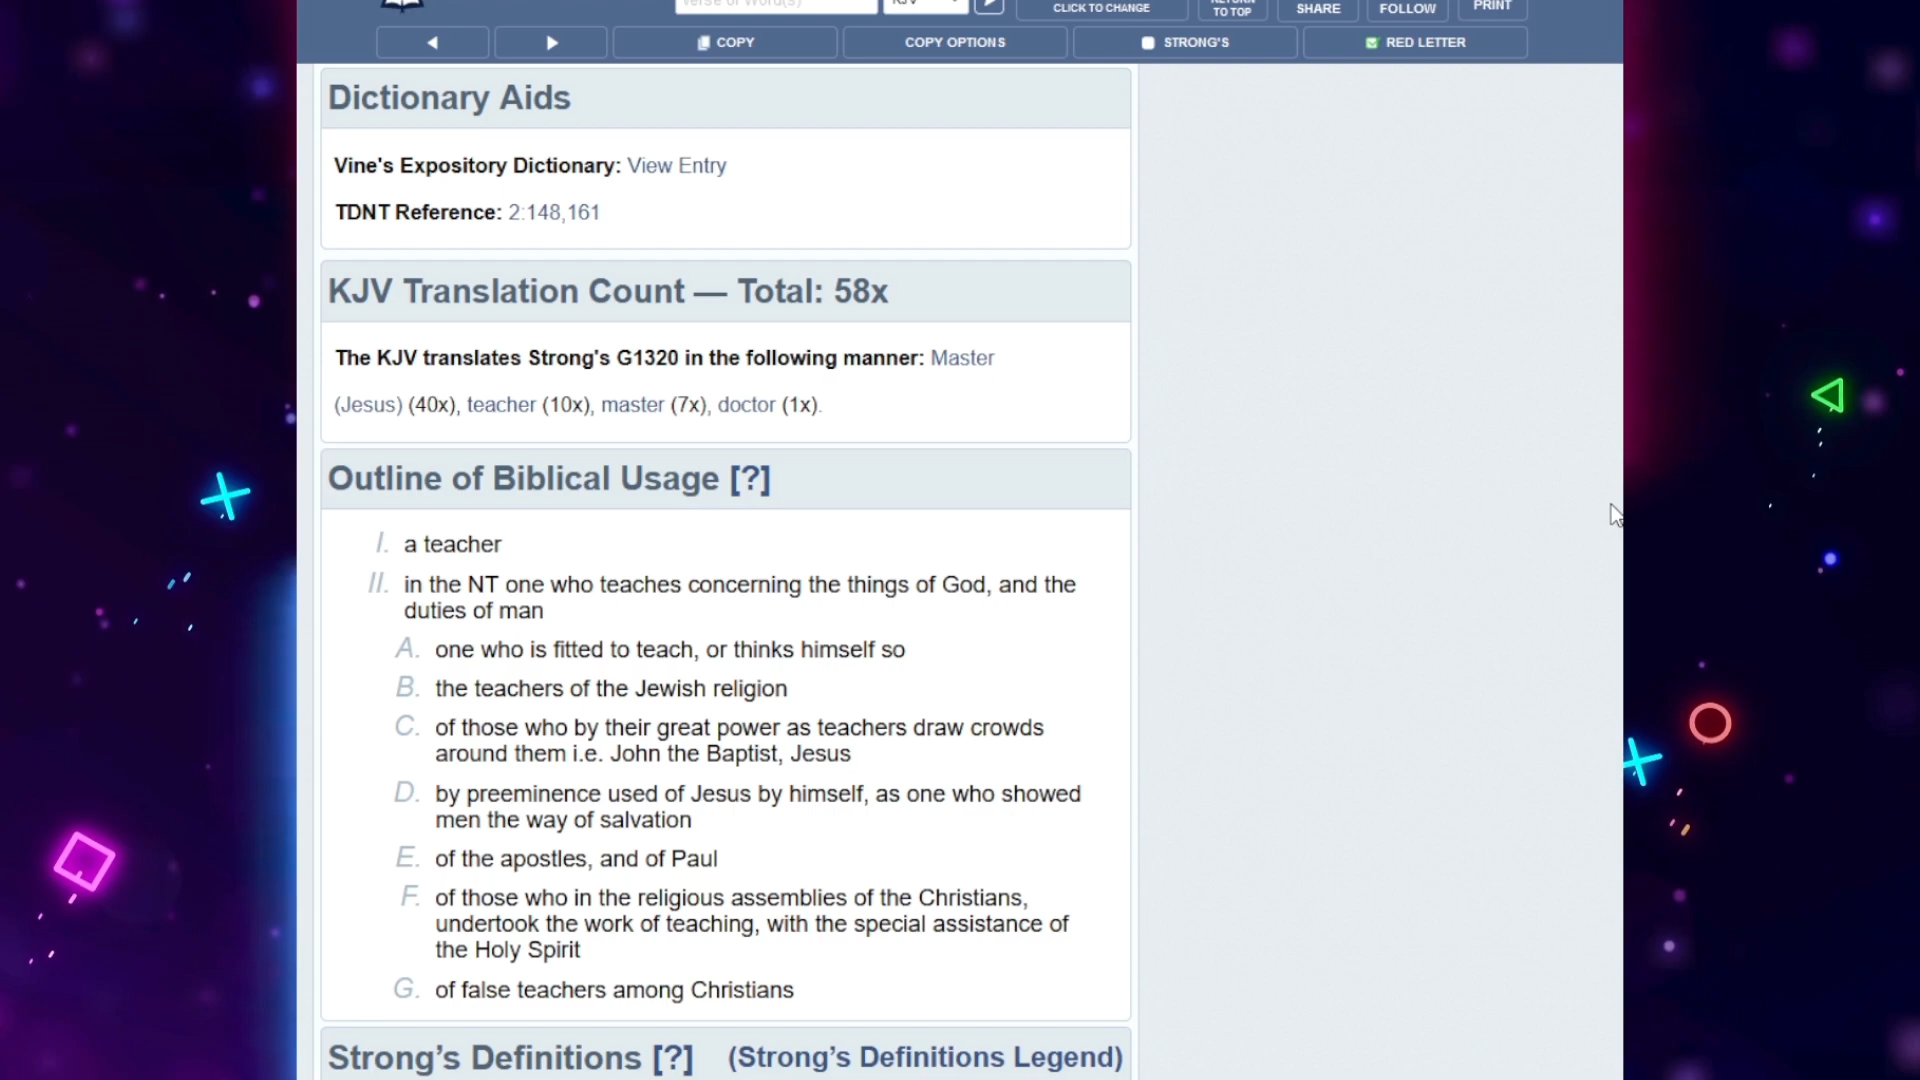 Verse or Word(s)
KJV
CLICK TO CHANGE
RETURN
TO TOP
SHARE
FOLLOW
PRINT
COPY
COPY OPTIONS
STRONG'S
RED LETTER
Dictionary Aids
Vine's Expository Dictionary: View Entry
TDNT Reference: 2:148,161
KJV Translation Count — Total: 58x
The KJV translates Strong's G1320 in the following manner: Master
(Jesus) (40x), teacher (10x), master (7x), doctor (1x).
Outline of Biblical Usage [?]
I. a teacher
II. in the NT one who teaches concerning the things of God, and the
duties of man
A. one who is fitted to teach, or thinks himself so
B. the teachers of the Jewish religion
C. of those who by their great power as teachers draw crowds
around them i.e. John the Baptist, Jesus
D. by preeminence used of Jesus by himself, as one who showed
men the way of salvation
E. of the apostles, and of Paul
F. of those who in the religious assemblies of the Christians,
undertook the work of teaching, with the special assistance of
the Holy Spirit
G. of false teachers among Christians
Strong’s Definitions [?] (Strong’s Definitions Legend)